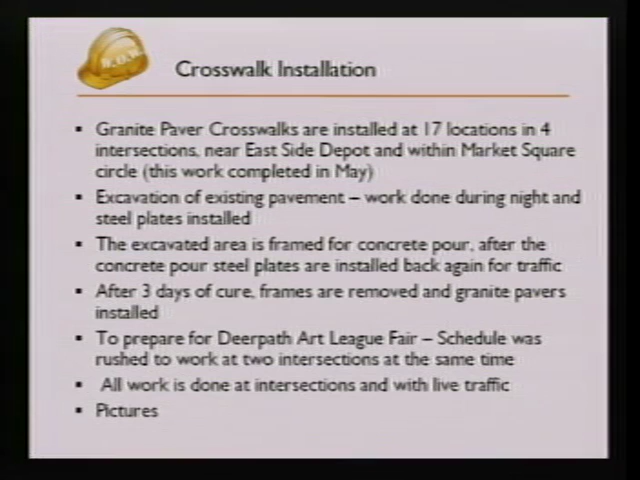 R.O.W.
Crosswalk Installation
▪ Granite Paver Crosswalks are installed at 17 locations in 4
intersections, near East Side Depot and within Market Square
circle (this work completed in May)
▪ Excavation of existing pavement – work done during night and
steel plates installed
▪ The excavated area is framed for concrete pour, after the
concrete pour steel plates are installed back again for traffic
▪ After 3 days of cure, frames are removed and granite pavers
installed
▪ To prepare for Deerpath Art League Fair – Schedule was
rushed to work at two intersections at the same time
▪ All work is done at intersections and with live traffic
▪ Pictures